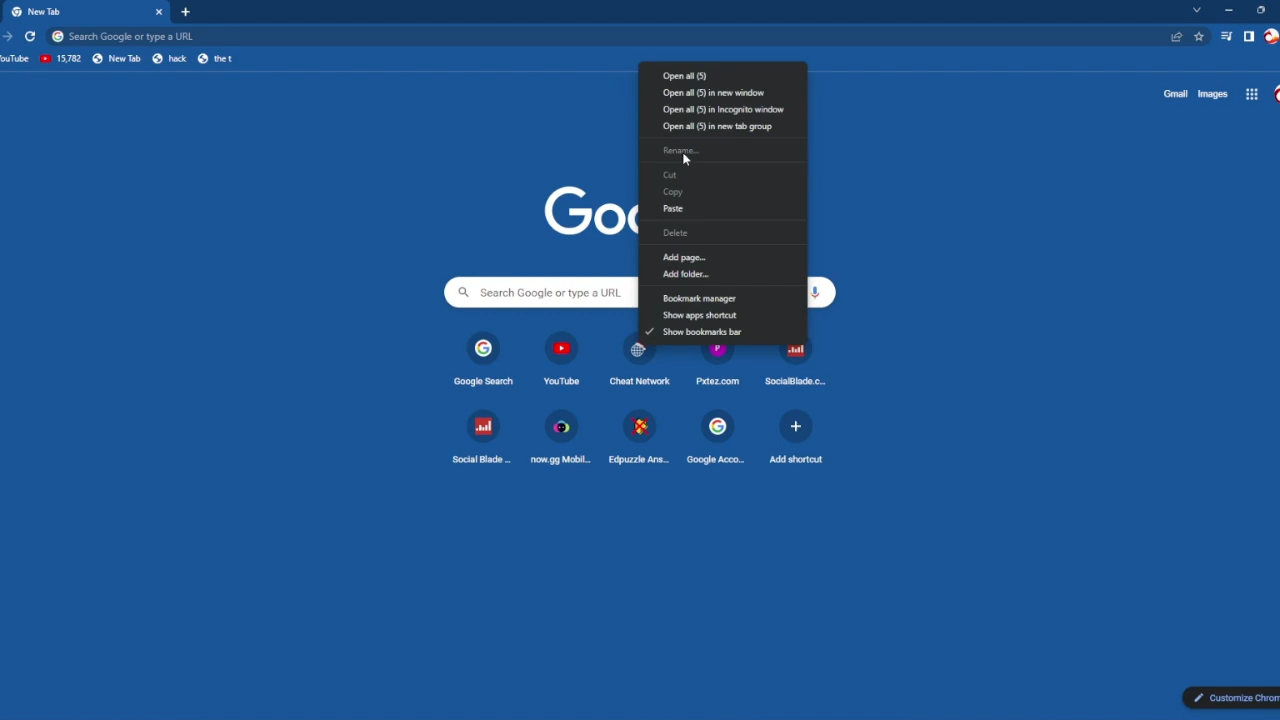 New Tab
Search Google or type a URL
ouTube 15,782 New Tab hack the t
Gmail Images
Open all (5)
Open all (5) in new window
Open all (5) in Incognito window
Open all (5) in new tab group
Rename...
Cut
Copy
Paste
Delete
Add page...
Add folder...
Bookmark manager
Show apps shortcut
Show bookmarks bar
Goo
Search Google or type a URL
Google Search YouTube Cheat Network Pxtez.com SocialBlade.c...
Social Blade ... now.gg Mobil... Edpuzzle Ans... Google Acco... Add shortcut
Customize Chrom